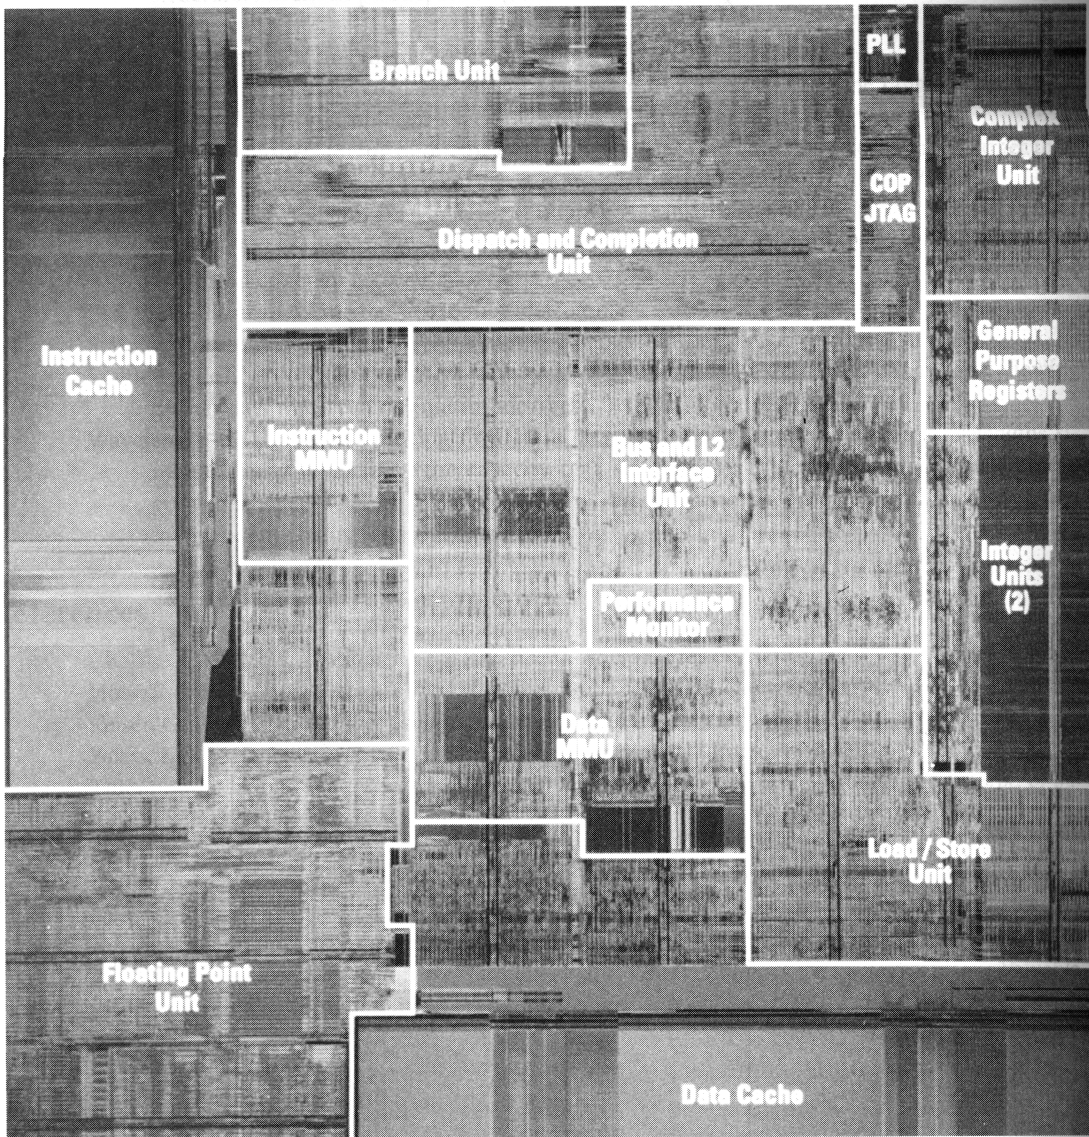 Branch Unit
PLL
Complex
Integer
Unit
COP
JTAG
Dispatch and Completion
Unit
Instruction
Cache
General
Purpose
Registers
Instruction
MMU
Bus and L2
Interface
Unit
Integer
Units
(2)
Performance
Monitor
Data
MMU
Load / Store
Unit
Floating Point
Unit
Data Cache